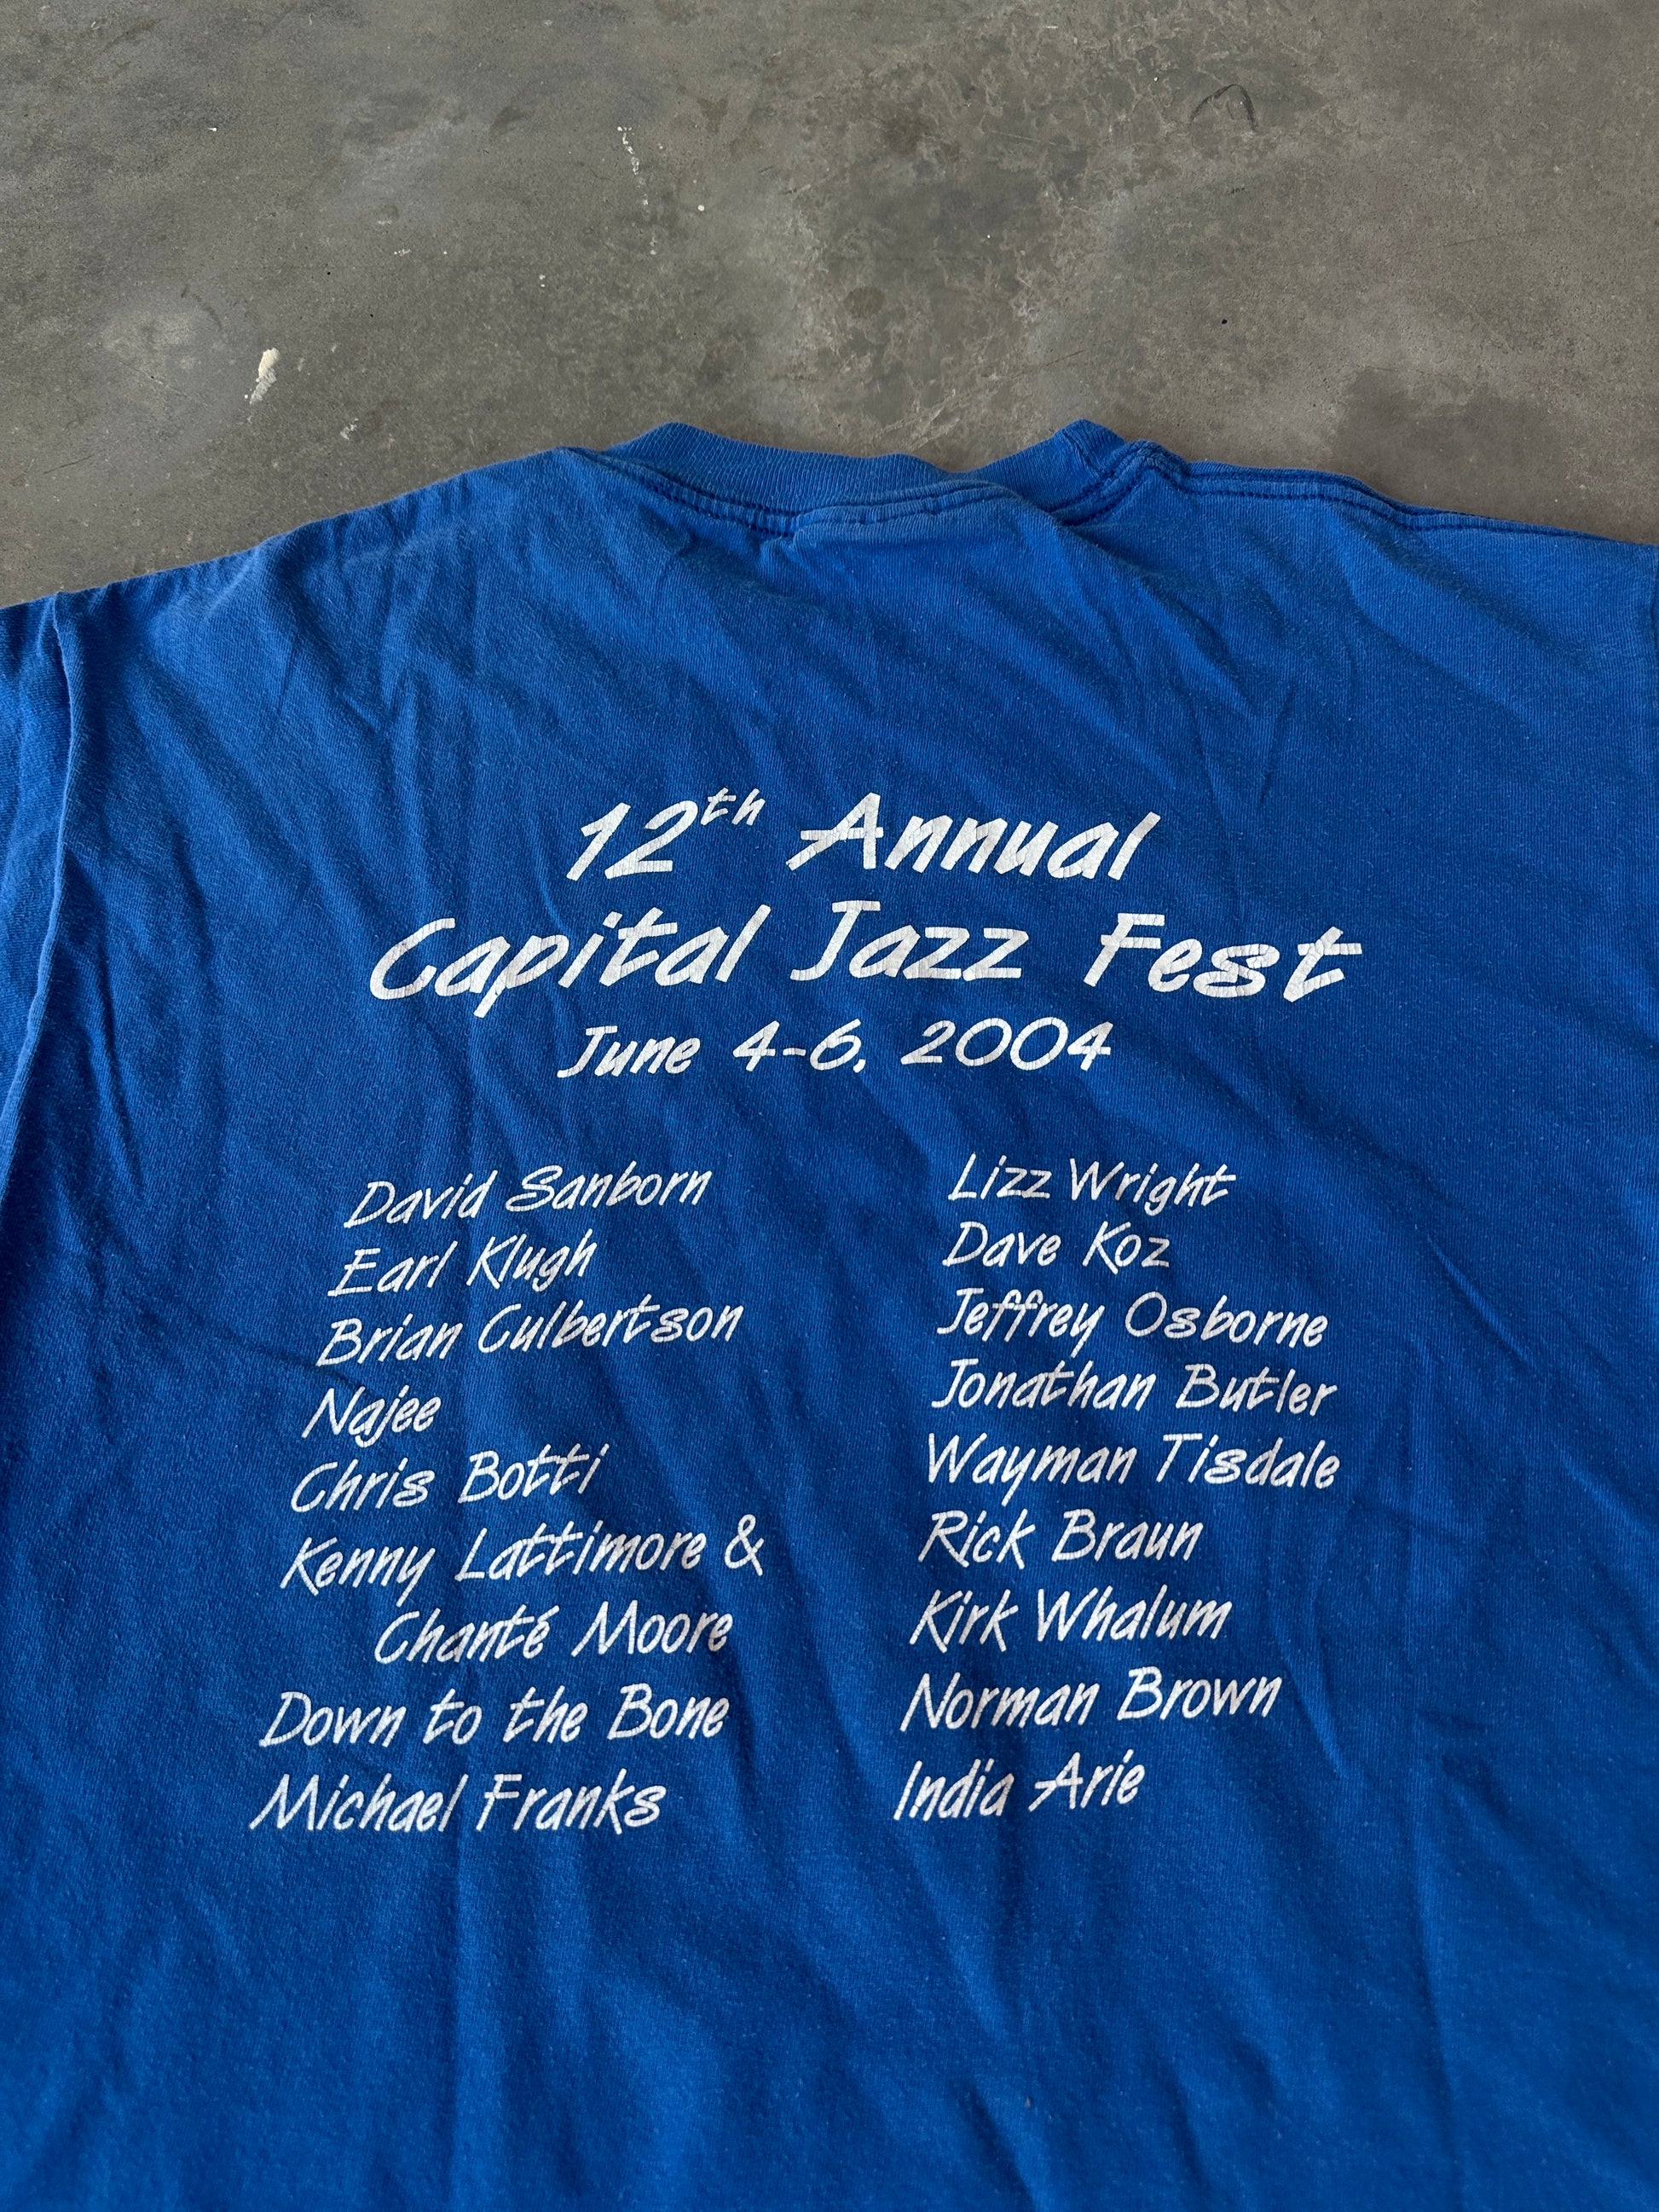 12th Annual
Capital Jazz Fest
June 4-6, 2004
David Sanborn
Earl Klugh
Brian Culbertson
Najee
Chris Botti
Kenny Lattimore &
Chanté Moore
Down to the Bone
Michael Franks
Lizz Wright
Dave Koz
Jeffrey Osborne
Jonathan Butler
Wayman Tisdale
Rick Braun
Kirk Whalum
Norman Brown
India Arie